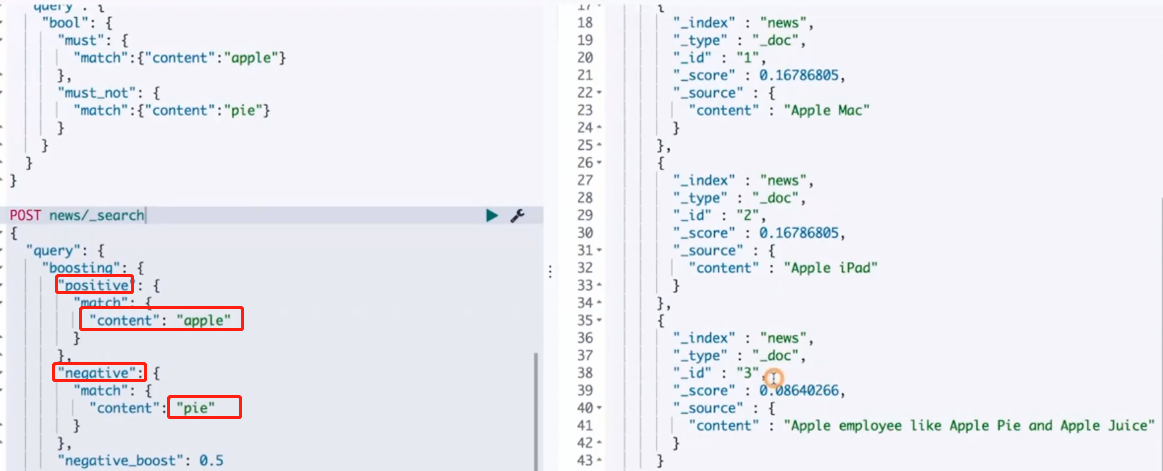 "query": {
"bool": {
"must": {
"match":{"content":"apple"}
},
"must_not": {
"match":{"content":"pie"}
}
}
}
}
POST news/_search
{
"query": {
"boosting": {
"positive": {
"match": {
"content": "apple"
}
},
"negative": {
"match": {
"content": "pie"
}
},
"negative_boost": 0.5
17 {
18 "_index" : "news",
19 "_type" : "_doc",
20 "_id" : "1",
21 "_score" : 0.16786805,
22 "_source" : {
23 "content" : "Apple Mac"
24 }
25 },
26 {
27 "_index" : "news",
28 "_type" : "_doc",
29 "_id" : "2",
30 "_score" : 0.16786805,
31 "_source" : {
32 "content" : "Apple iPad"
33 }
34 },
35 {
36 "_index" : "news",
37 "_type" : "_doc",
38 "_id" : "3",
39 "_score" : 0.08640266,
40 "_source" : {
41 "content" : "Apple employee like Apple Pie and Apple Juice"
42 }
43 }